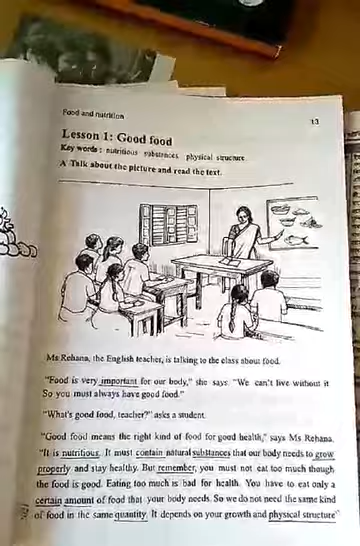 Food and nutrition
13
Lesson 1: Good food
Key words : nutritious substances physical structure
A Talk about the picture and read the text.
Ms Rehana, the English teacher, is talking to the class about food.
"Food is very important for our body," she says. "We can't live without it
So you must always have good food."
"What's good food, teacher?" asks a student.
"Good food means the right kind of food for good health," says Ms Rehana.
"It is nutritious. It must contain natural substances that our body needs to grow
properly and stay healthy. But remember, you must not eat too much though
the food is good. Eating too much is bad for health. You have to eat only a
certain amount of food that your body needs. So we do not need the same kind
of food in the same quantity. It depends on your growth and physical structure"